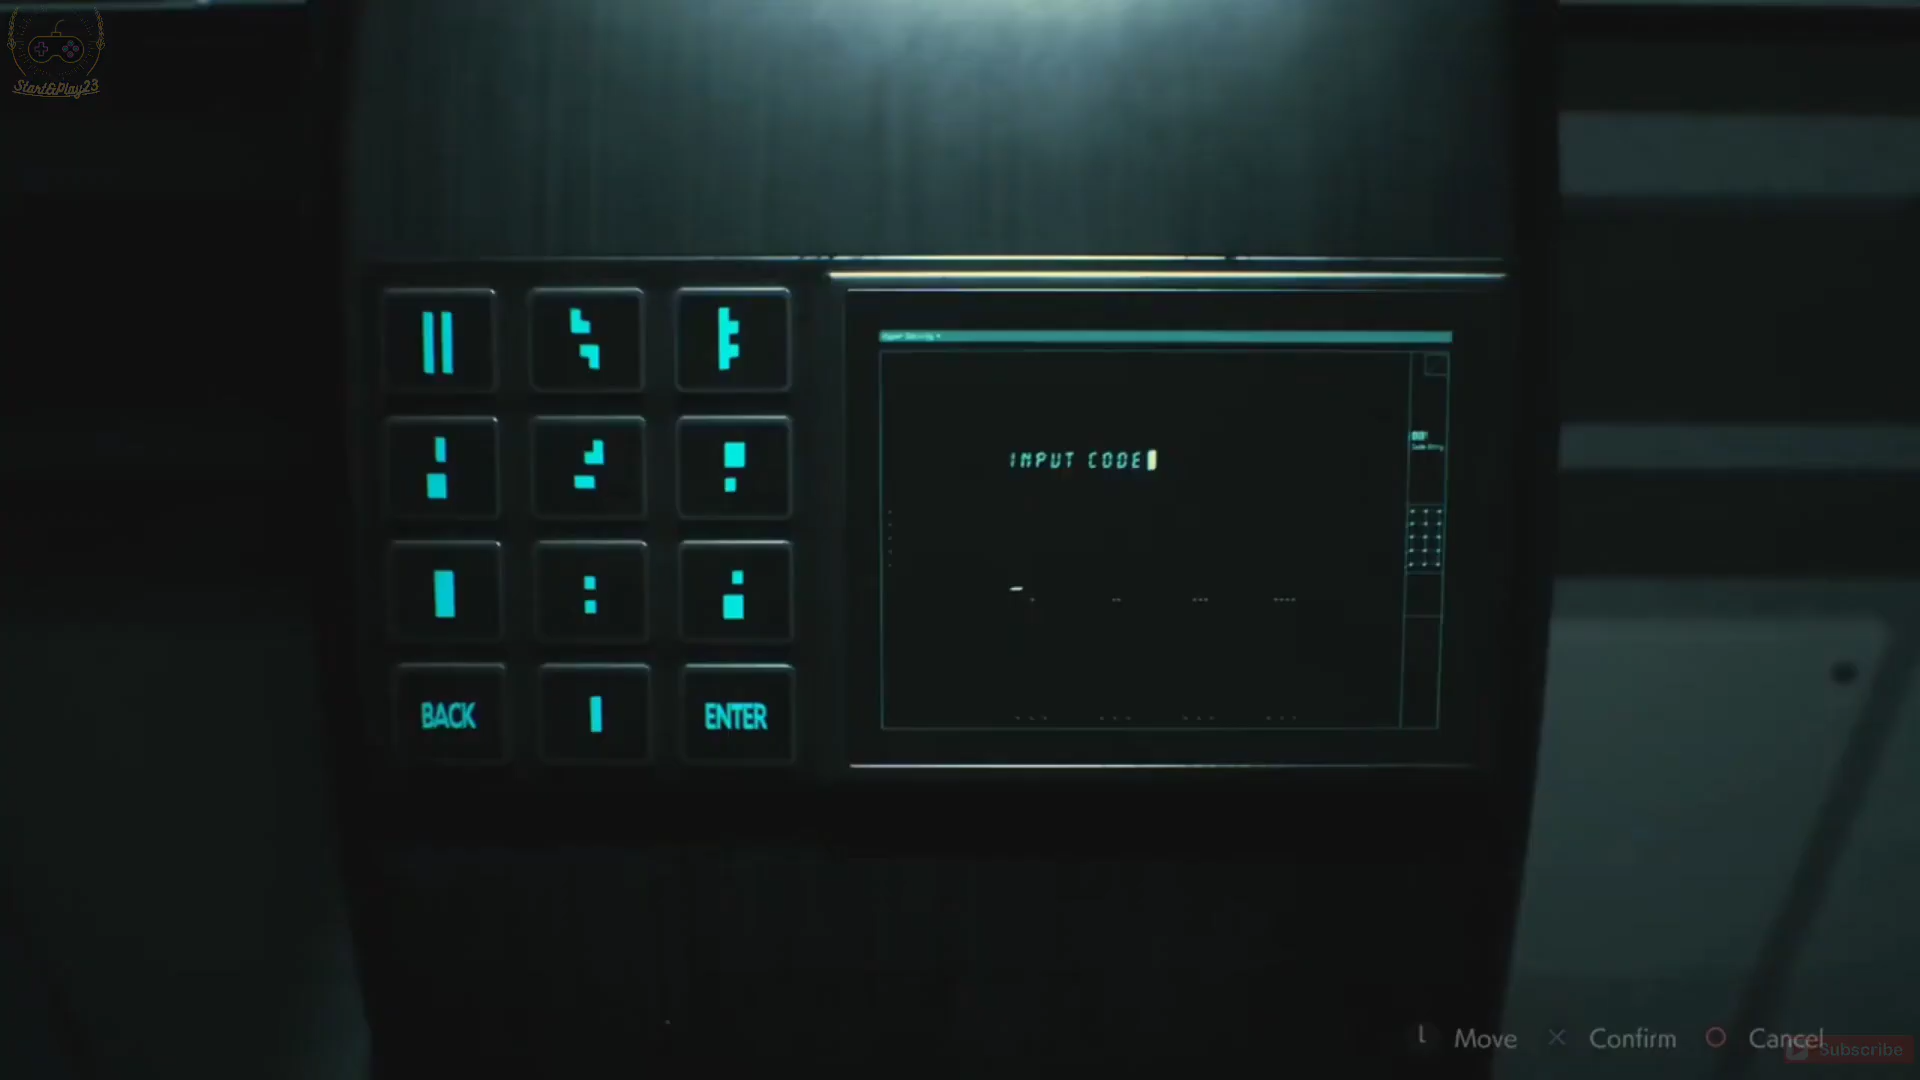 Start&Play23
INPUT CODE
BACK
ENTER
L Move
Confirm
Cancel
Subscribe